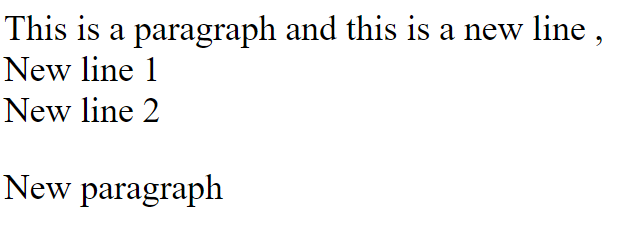 This is a paragraph and this is a new line ,
New line 1
New line 2
New paragraph